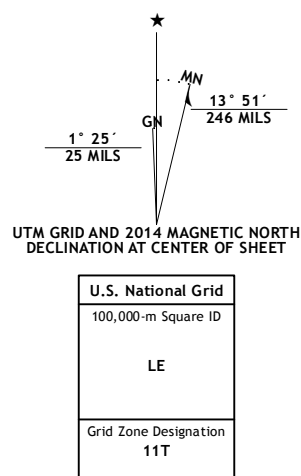 ★
MN
13° 51´
246 MILS
GN
1° 25´
25 MILS
UTM GRID AND 2014 MAGNETIC NORTH
DECLINATION AT CENTER OF SHEET
U.S. National Grid
100,000-m Square ID
LE
Grid Zone Designation
11T